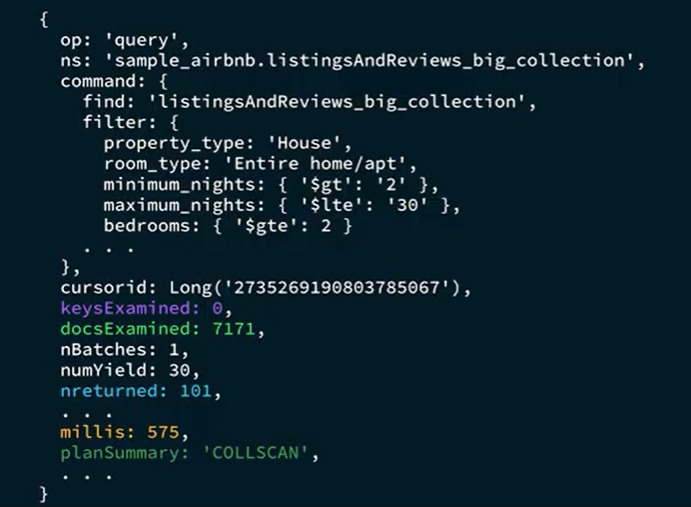 {
op: 'query',
ns: 'sample_airbnb.listingsAndReviews_big_collection',
command: {
find: 'listingsAndReviews_big_collection',
filter: {
property_type: 'House',
room_type: 'Entire home/apt',
minimum_nights: { '$gt': '2' },
maximum_nights: { '$lte': '30' },
bedrooms: { '$gte': 2 }
. . .
},
cursorid: Long('2735269190803785067'),
keysExamined: 0,
docsExamined: 7171,
nBatches: 1,
numYield: 30,
nreturned: 101,
. . .
millis: 575,
planSummary: 'COLLSCAN',
. . .
}